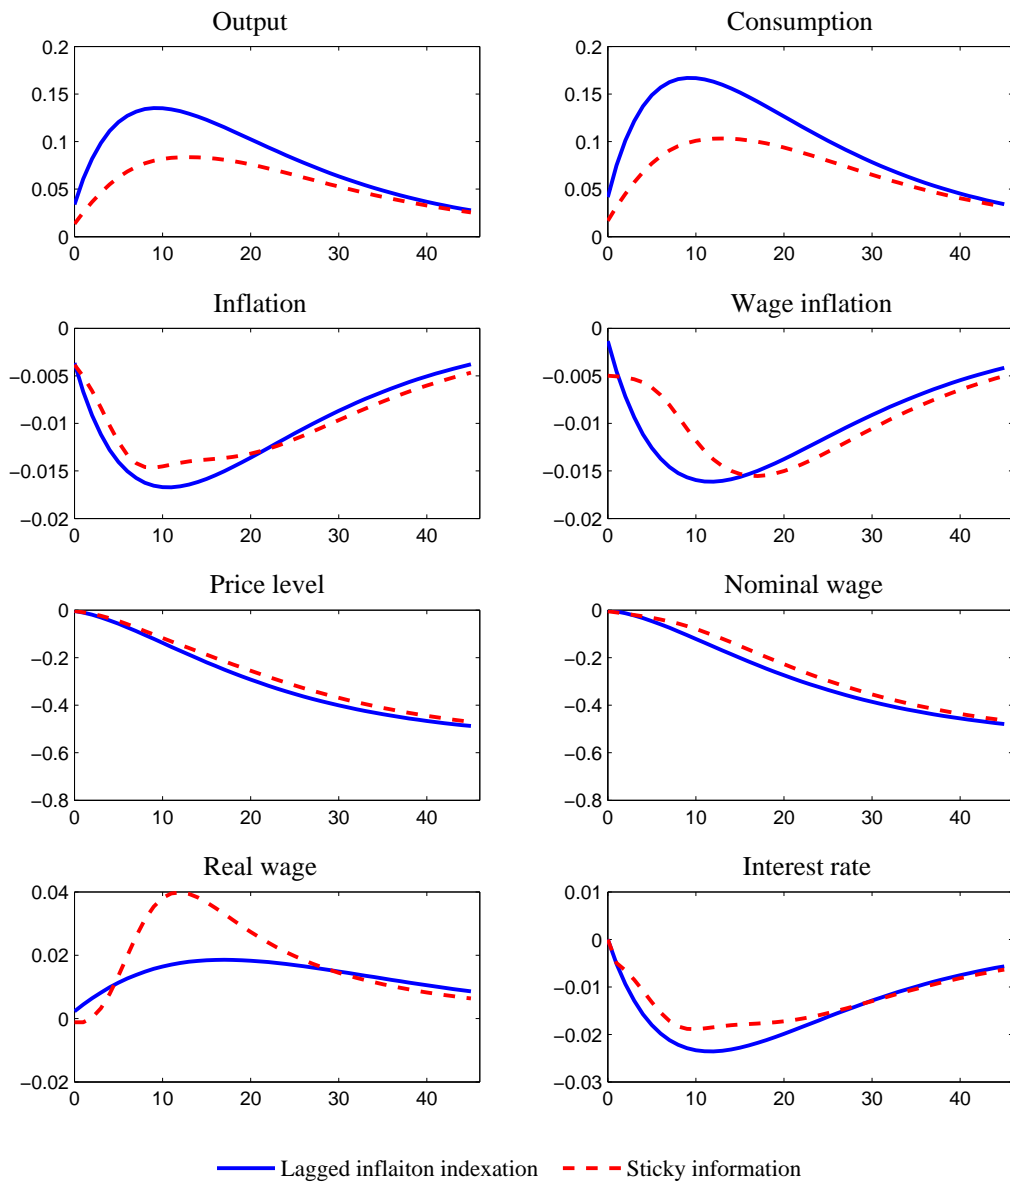 Output
Consumption
0.2
0.15
0.1
0.05
0
0 10 20 30 40
0.2
0.15
0.1
0.05
0
0 10 20 30 40
Inflation
Wage inflation
0
−0.005
−0.01
−0.015
−0.02
0 10 20 30 40
0
−0.005
−0.01
−0.015
−0.02
0 10 20 30 40
Price level
Nominal wage
0
−0.2
−0.4
−0.6
−0.8
0 10 20 30 40
0
−0.2
−0.4
−0.6
−0.8
0 10 20 30 40
Real wage
Interest rate
0.04
0.02
0
−0.02
0 10 20 30 40
0.01
0
−0.01
−0.02
−0.03
0 10 20 30 40
Lagged inflaiton indexation
Sticky information